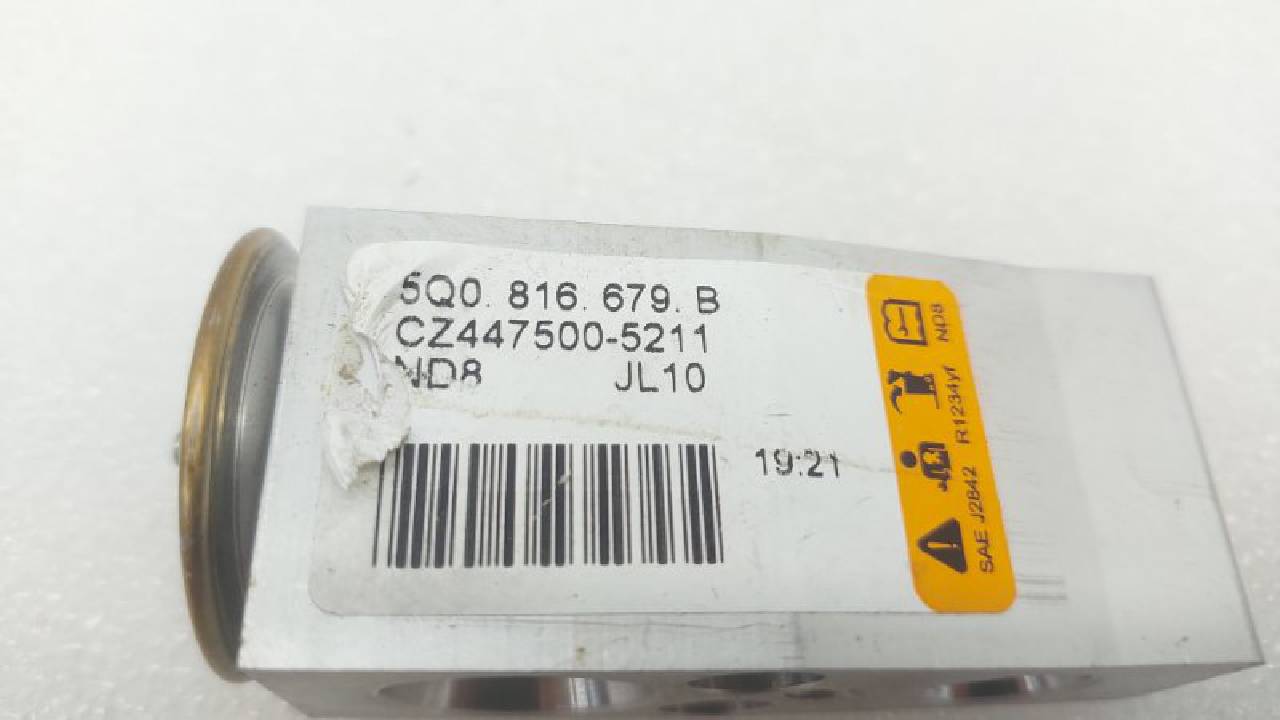 5Q0. 816. 679. B
CZ447500-5211
ND8 JL10
19:21
SAE J2842 R1234yf ND8